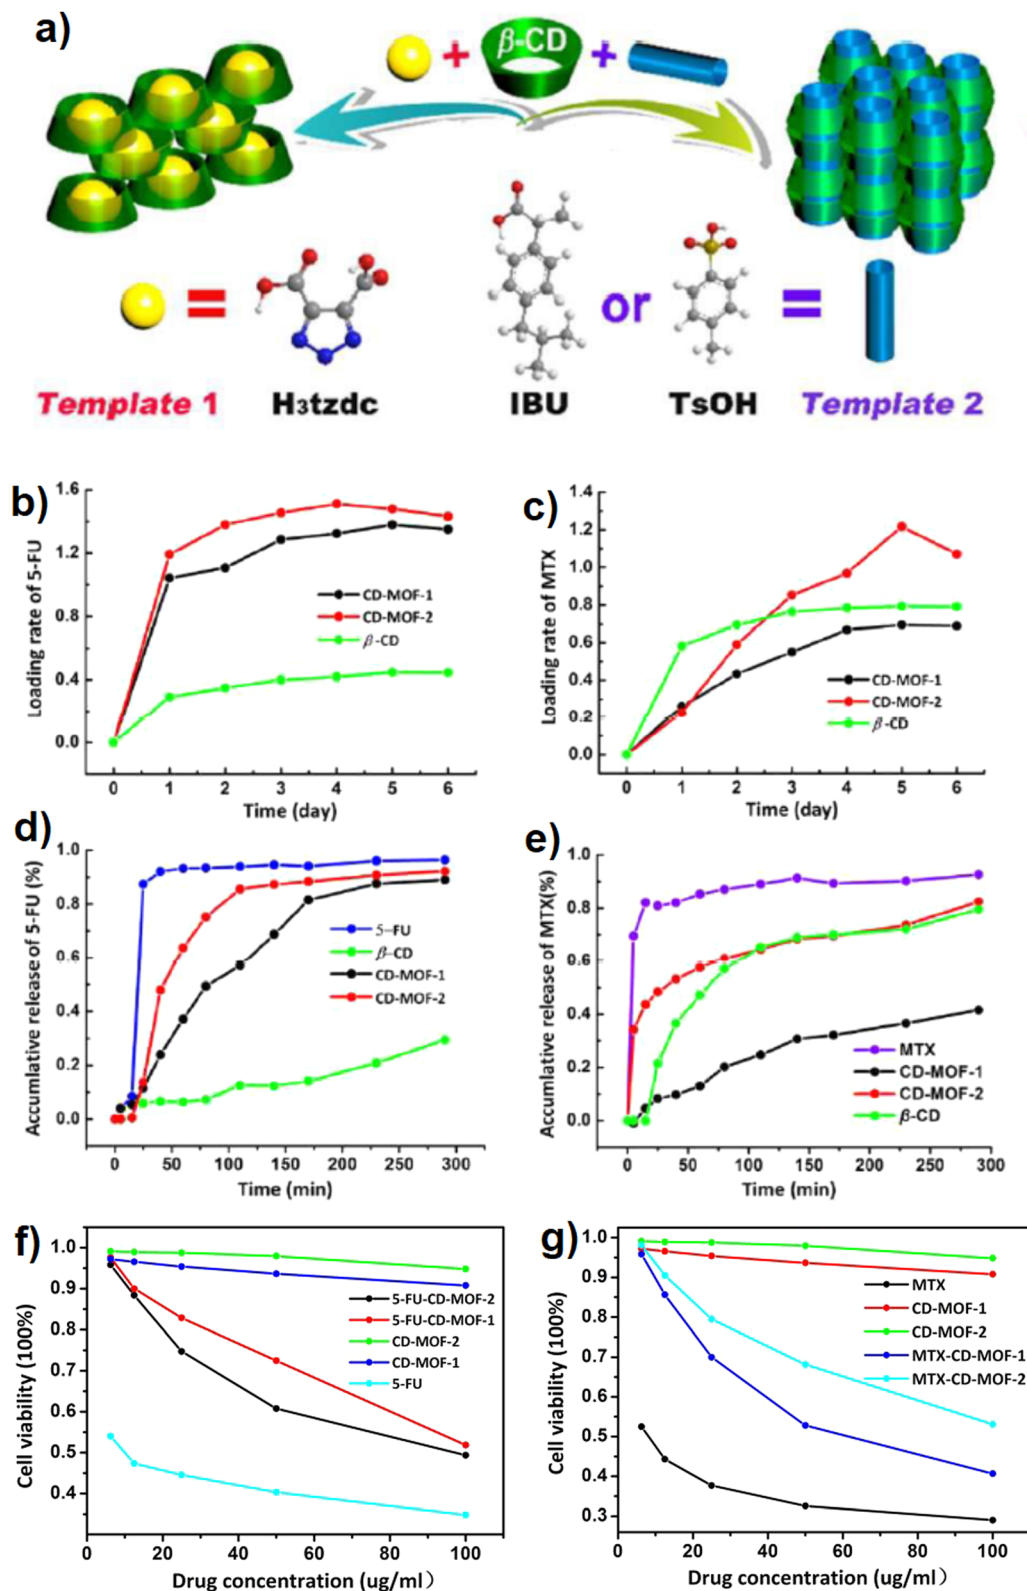 a)
β-CD
+
+
=
or
=
Template 1
H3tzdc
IBU
TsOH
Template 2
b)
Loading rate of 5-FU
1.6
1.2
0.8
0.4
0.0
CD-MOF-1
CD-MOF-2
β-CD
0 1 2 3 4 5 6
Time (day)
c)
Loading rate of MTX
1.4
1.2
1.0
0.8
0.6
0.4
0.2
0.0
CD-MOF-1
CD-MOF-2
β-CD
0 1 2 3 4 5 6
Time (day)
d)
Accumlative release of 5-FU (%)
1.0
0.8
0.6
0.4
0.2
0.0
5-FU
β-CD
CD-MOF-1
CD-MOF-2
0 50 100 150 200 250 300
Time (min)
e)
Accumulative release of MTX(%)
1.0
0.8
0.6
0.4
0.2
0.0
MTX
CD-MOF-1
CD-MOF-2
β-CD
0 50 100 150 200 250 300
Time (min)
f)
Cell viability (100%)
1.0
0.9
0.8
0.7
0.6
0.5
0.4
5-FU-CD-MOF-2
5-FU-CD-MOF-1
CD-MOF-2
CD-MOF-1
5-FU
0 20 40 60 80 100
Drug concentration (ug/ml）
g)
Cell viability (100%)
1.0
0.9
0.8
0.7
0.6
0.5
0.4
0.3
MTX
CD-MOF-1
CD-MOF-2
MTX-CD-MOF-1
MTX-CD-MOF-2
0 20 40 60 80 100
Drug concentration (ug/ml）